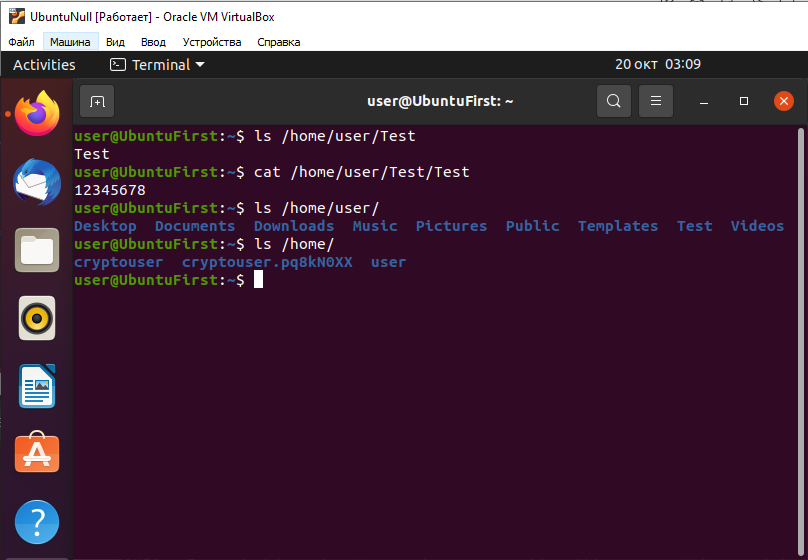 UbuntuNull [Работает] - Oracle VM VirtualBox
Файл Машина Вид Ввод Устройства Справка
Activities Terminal 20 окт 03:09
user@UbuntuFirst: ~
user@UbuntuFirst:~$ ls /home/user/Test
Test
user@UbuntuFirst:~$ cat /home/user/Test/Test
12345678
user@UbuntuFirst:~$ ls /home/user/
Desktop Documents Downloads Music Pictures Public Templates Test Videos
user@UbuntuFirst:~$ ls /home/
cryptouser cryptouser.pq8kN0XX user
user@UbuntuFirst:~$